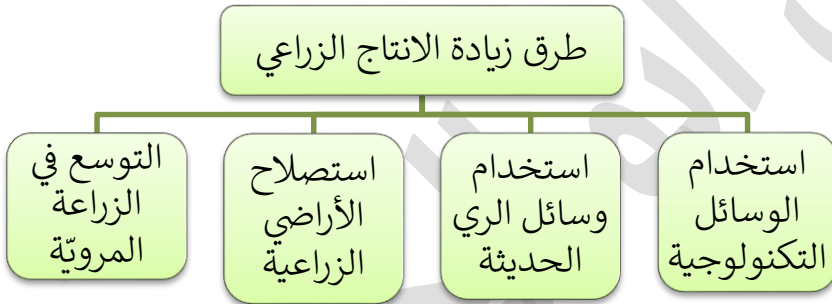 طرق زيادة الانتاج الزراعي
استخدام
الوسائل
التكنولوجية
استخدام
وسائل الري
الحديثة
استصلاح
الأراضي
الزراعية
التوسع في
الزراعة
المرويّة